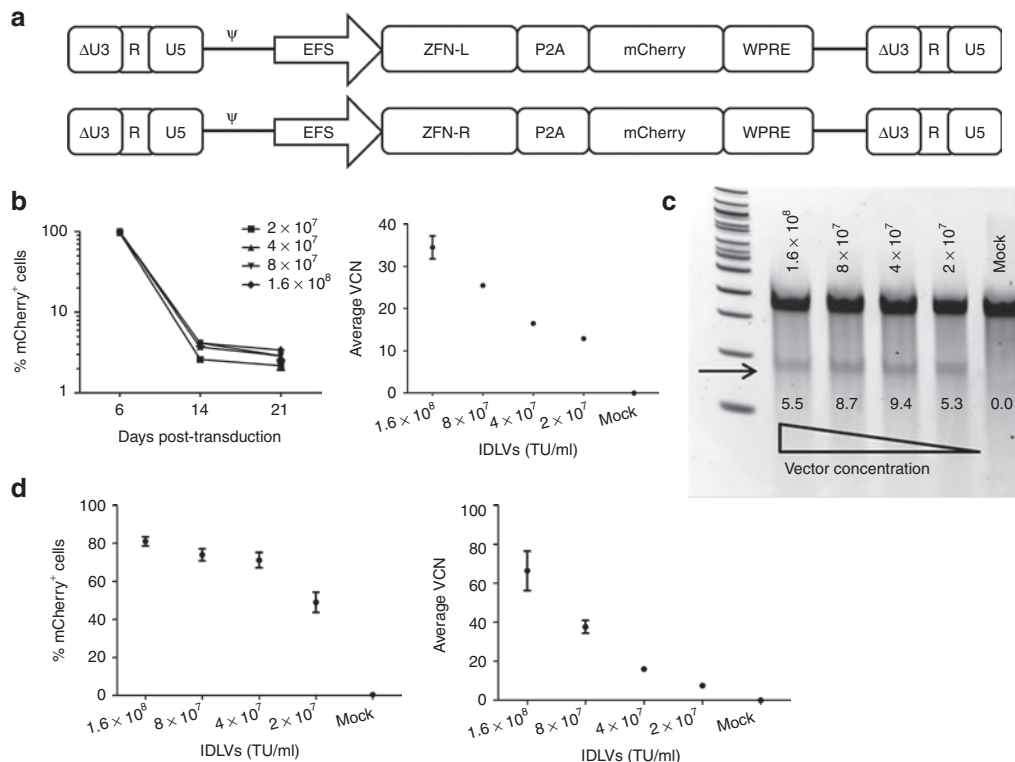 a
ΔU3 R U5 ψ EFS ZFN-L P2A mCherry WPRE ΔU3 R U5
ΔU3 R U5 ψ EFS ZFN-R P2A mCherry WPRE ΔU3 R U5
b
% mCherry⁺ cells
100
10
1
6 14 21
Days post-transduction
2 × 10⁷
4 × 10⁷
8 × 10⁷
1.6 × 10⁸
Average VCN
40
30
20
10
0
1.6 × 10⁸ 8 × 10⁷ 4 × 10⁷ 2 × 10⁷ Mock
IDLVs (TU/ml)
c
1.6 × 10⁸ 8 × 10⁷ 4 × 10⁷ 2 × 10⁷ Mock
5.5 8.7 9.4 5.3 0.0
Vector concentration
d
% mCherry⁺ cells
100
80
60
40
20
0
1.6 × 10⁸ 8 × 10⁷ 4 × 10⁷ 2 × 10⁷ Mock
IDLVs (TU/ml)
Average VCN
100
80
60
40
20
0
1.6 × 10⁸ 8 × 10⁷ 4 × 10⁷ 2 × 10⁷ Mock
IDLVs (TU/ml)